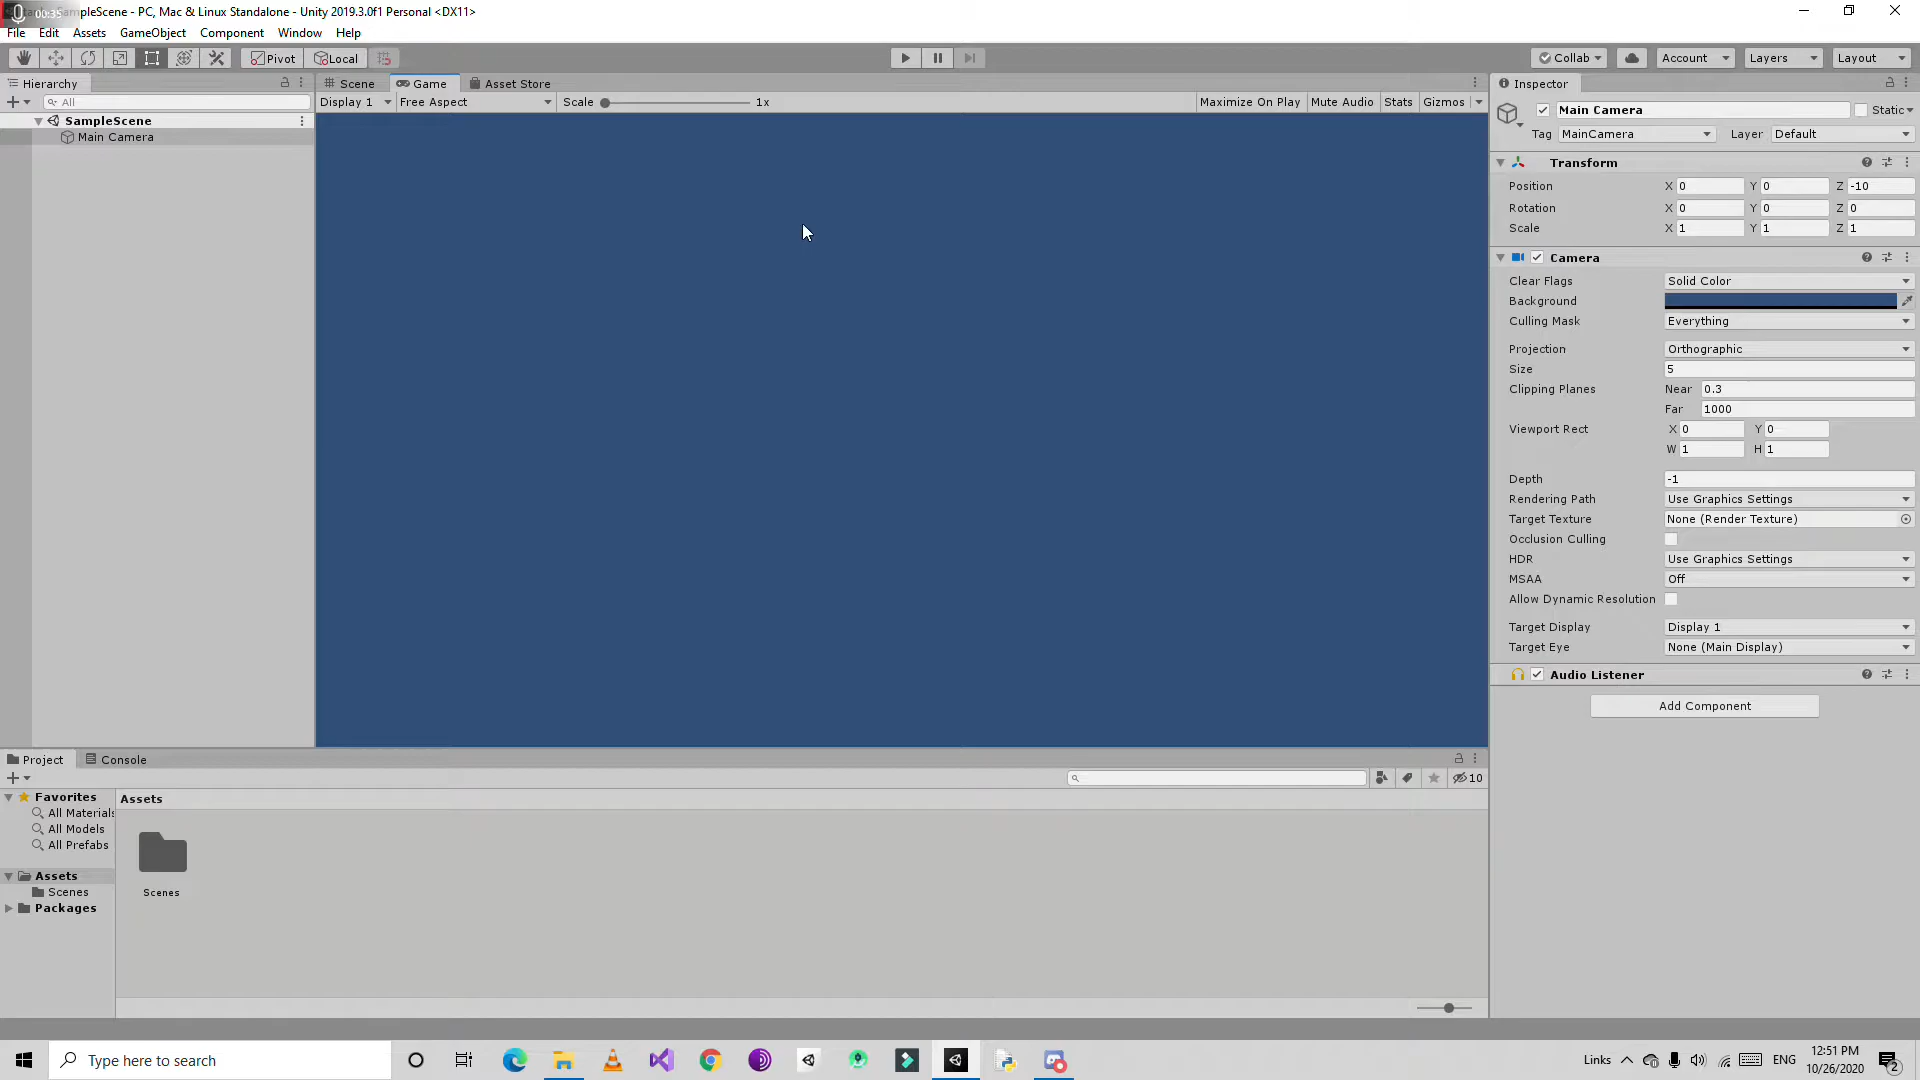 00:35 SampleScene - PC, Mac & Linux Standalone - Unity 2019.3.0f1 Personal <DX11>
File Edit Assets GameObject Component Window Help
Pivot Local Collab Account Layers Layout
Hierarchy Scene Game Asset Store Inspector
All Display 1 Free Aspect Scale 1x Maximize On Play Mute Audio Stats Gizmos
Main Camera Static
SampleScene
Main Camera
Tag MainCamera Layer Default
Transform
Position X 0 Y 0 Z -10
Rotation X 0 Y 0 Z 0
Scale X 1 Y 1 Z 1
Camera
Clear Flags Solid Color
Background
Culling Mask Everything
Projection Orthographic
Size 5
Clipping Planes Near 0.3
Far 1000
Viewport Rect X 0 Y 0
W 1 H 1
Depth -1
Rendering Path Use Graphics Settings
Target Texture None (Render Texture)
Occlusion Culling
HDR Use Graphics Settings
MSAA Off
Allow Dynamic Resolution
Target Display Display 1
Target Eye None (Main Display)
Audio Listener
Add Component
Project Console
10
Favorites
All Materials
All Models
All Prefabs
Assets
Scenes
Packages
Assets
Scenes
Type here to search
Links ENG 12:51 PM
10/26/2020
2